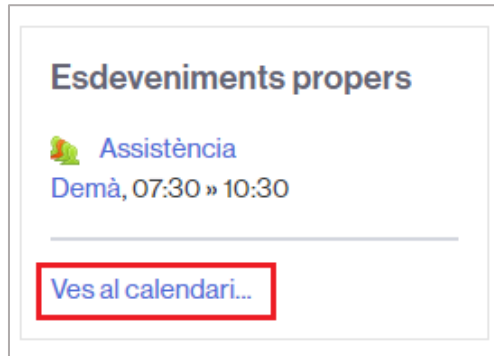 Esdeveniments propers
Assistència
Demà, 07:30 » 10:30
Ves al calendari...